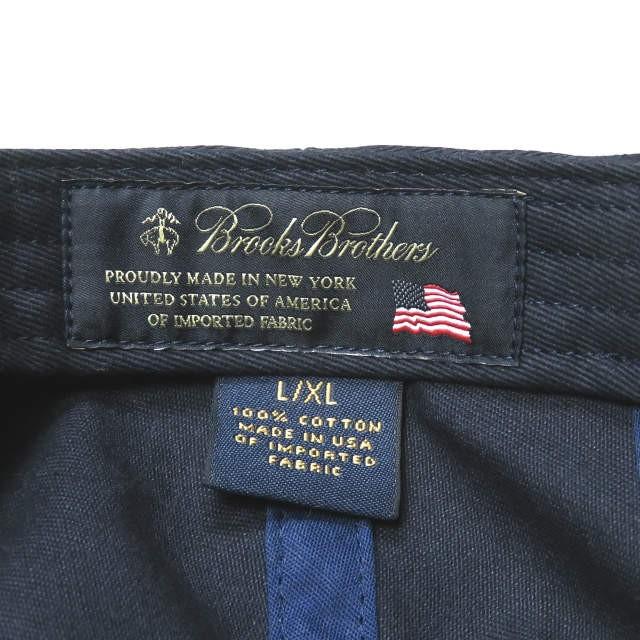 Brooks Brothers
PROUDLY MADE IN NEW YORK
UNITED STATES OF AMERICA
OF IMPORTED FABRIC
L/XL
100% COTTON
MADE IN USA
OF IMPORTED
FABRIC